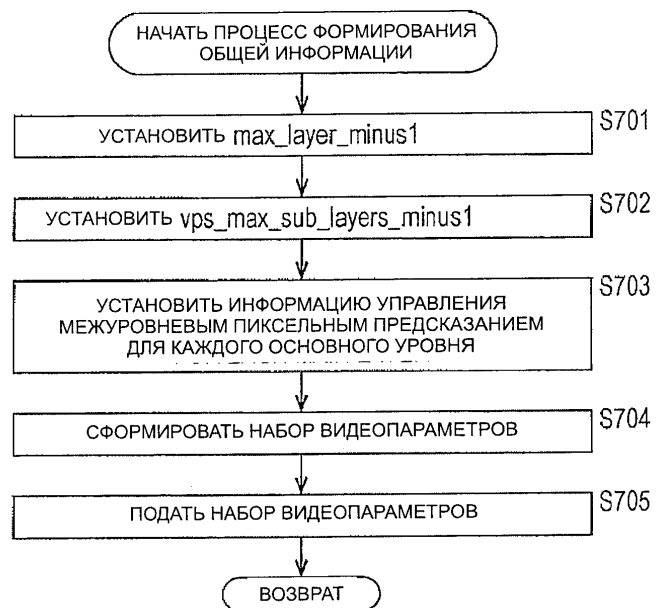 НАЧАТЬ ПРОЦЕСС ФОРМИРОВАНИЯ
ОБЩЕЙ ИНФОРМАЦИИ
S701
УСТАНОВИТЬ max_layer_minus1
S702
УСТАНОВИТЬ vps_max_sub_layers_minus1
S703
УСТАНОВИТЬ ИНФОРМАЦИЮ УПРАВЛЕНИЯ
МЕЖУРОВНЕВЫМ ПИКСЕЛЬНЫМ ПРЕДСКАЗАНИЕМ
ДЛЯ КАЖДОГО ОСНОВНОГО УРОВНЯ
S704
СФОРМИРОВАТЬ НАБОР ВИДЕОПАРАМЕТРОВ
S705
ПОДАТЬ НАБОР ВИДЕОПАРАМЕТРОВ
ВОЗВРАТ